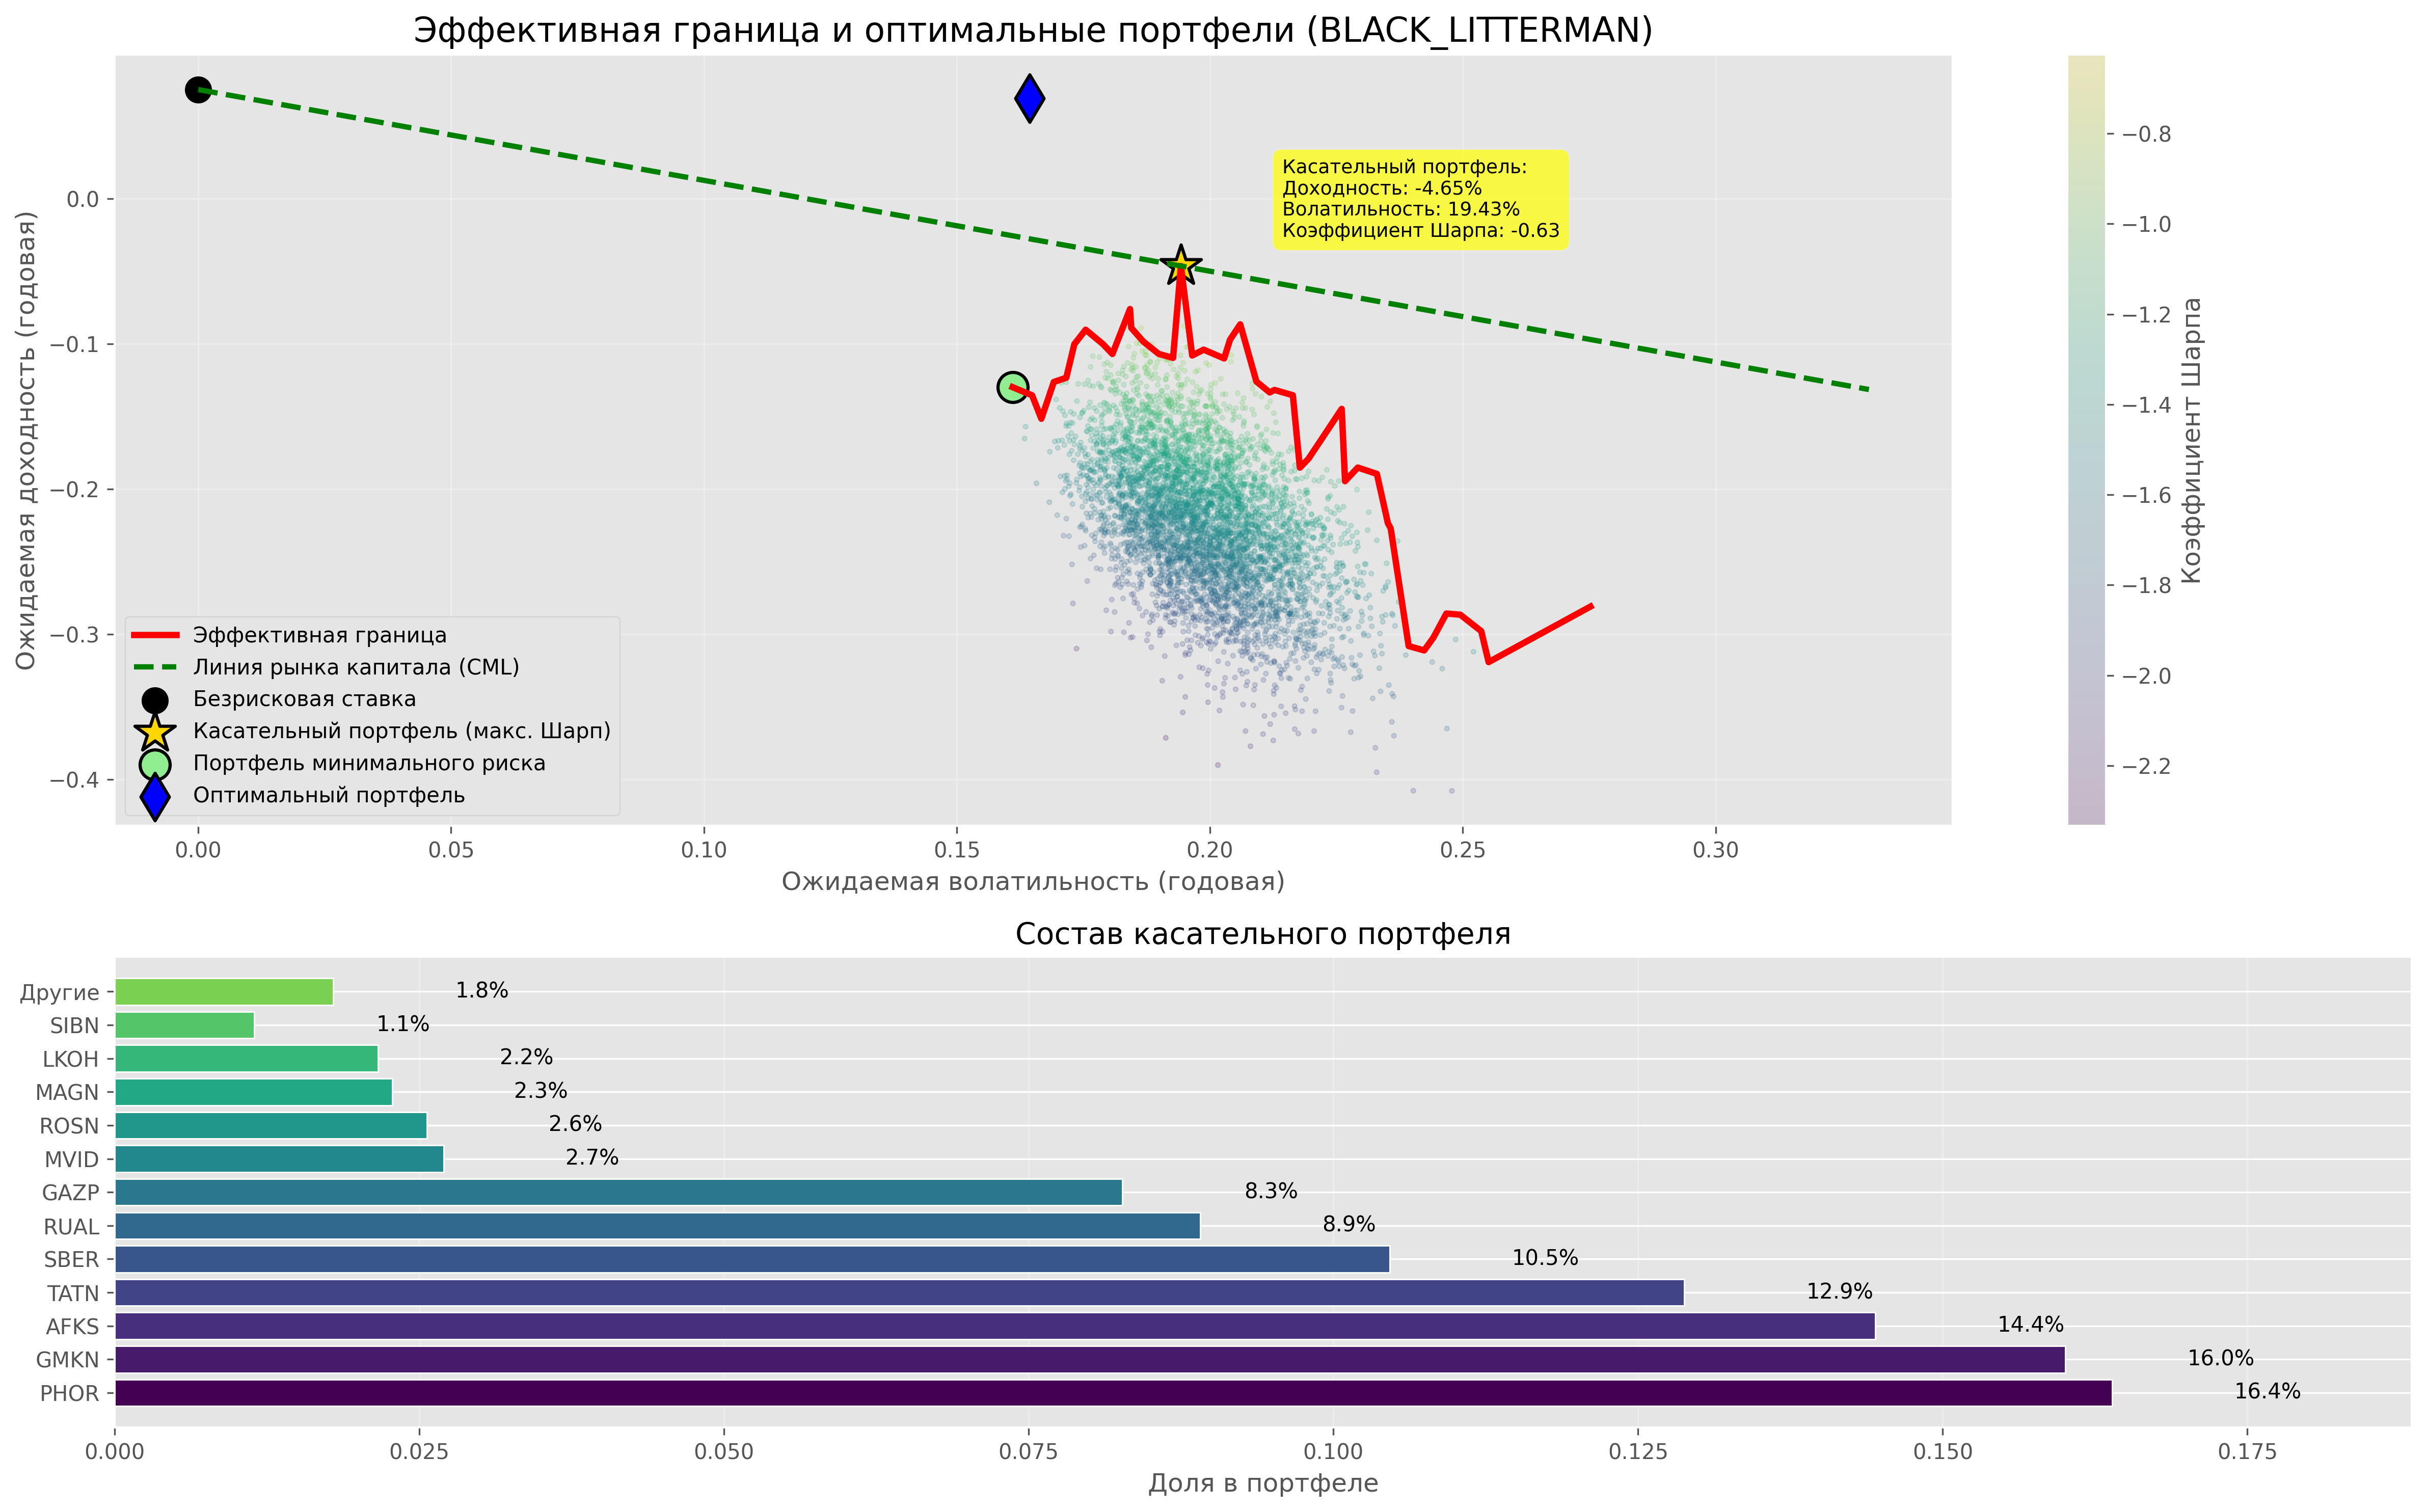 Эффективная граница и оптимальные портфели (BLACK_LITTERMAN)
Ожидаемая доходность (годовая)
0.0
−0.1
−0.2
−0.3
−0.4
Касательный портфель:
Доходность: -4.65%
Волатильность: 19.43%
Коэффициент Шарпа: -0.63
Эффективная граница
Линия рынка капитала (CML)
Безрисковая ставка
Касательный портфель (макс. Шарп)
Портфель минимального риска
Оптимальный портфель
0.00 0.05 0.10 0.15 0.20 0.25 0.30
Ожидаемая волатильность (годовая)
−0.8
−1.0
−1.2
−1.4
−1.6
−1.8
−2.0
−2.2
Коэффициент Шарпа
Состав касательного портфеля
Другие 1.8%
SIBN 1.1%
LKOH 2.2%
MAGN 2.3%
ROSN 2.6%
MVID 2.7%
GAZP 8.3%
RUAL 8.9%
SBER 10.5%
TATN 12.9%
AFKS 14.4%
GMKN 16.0%
PHOR 16.4%
0.000 0.025 0.050 0.075 0.100 0.125 0.150 0.175
Доля в портфеле